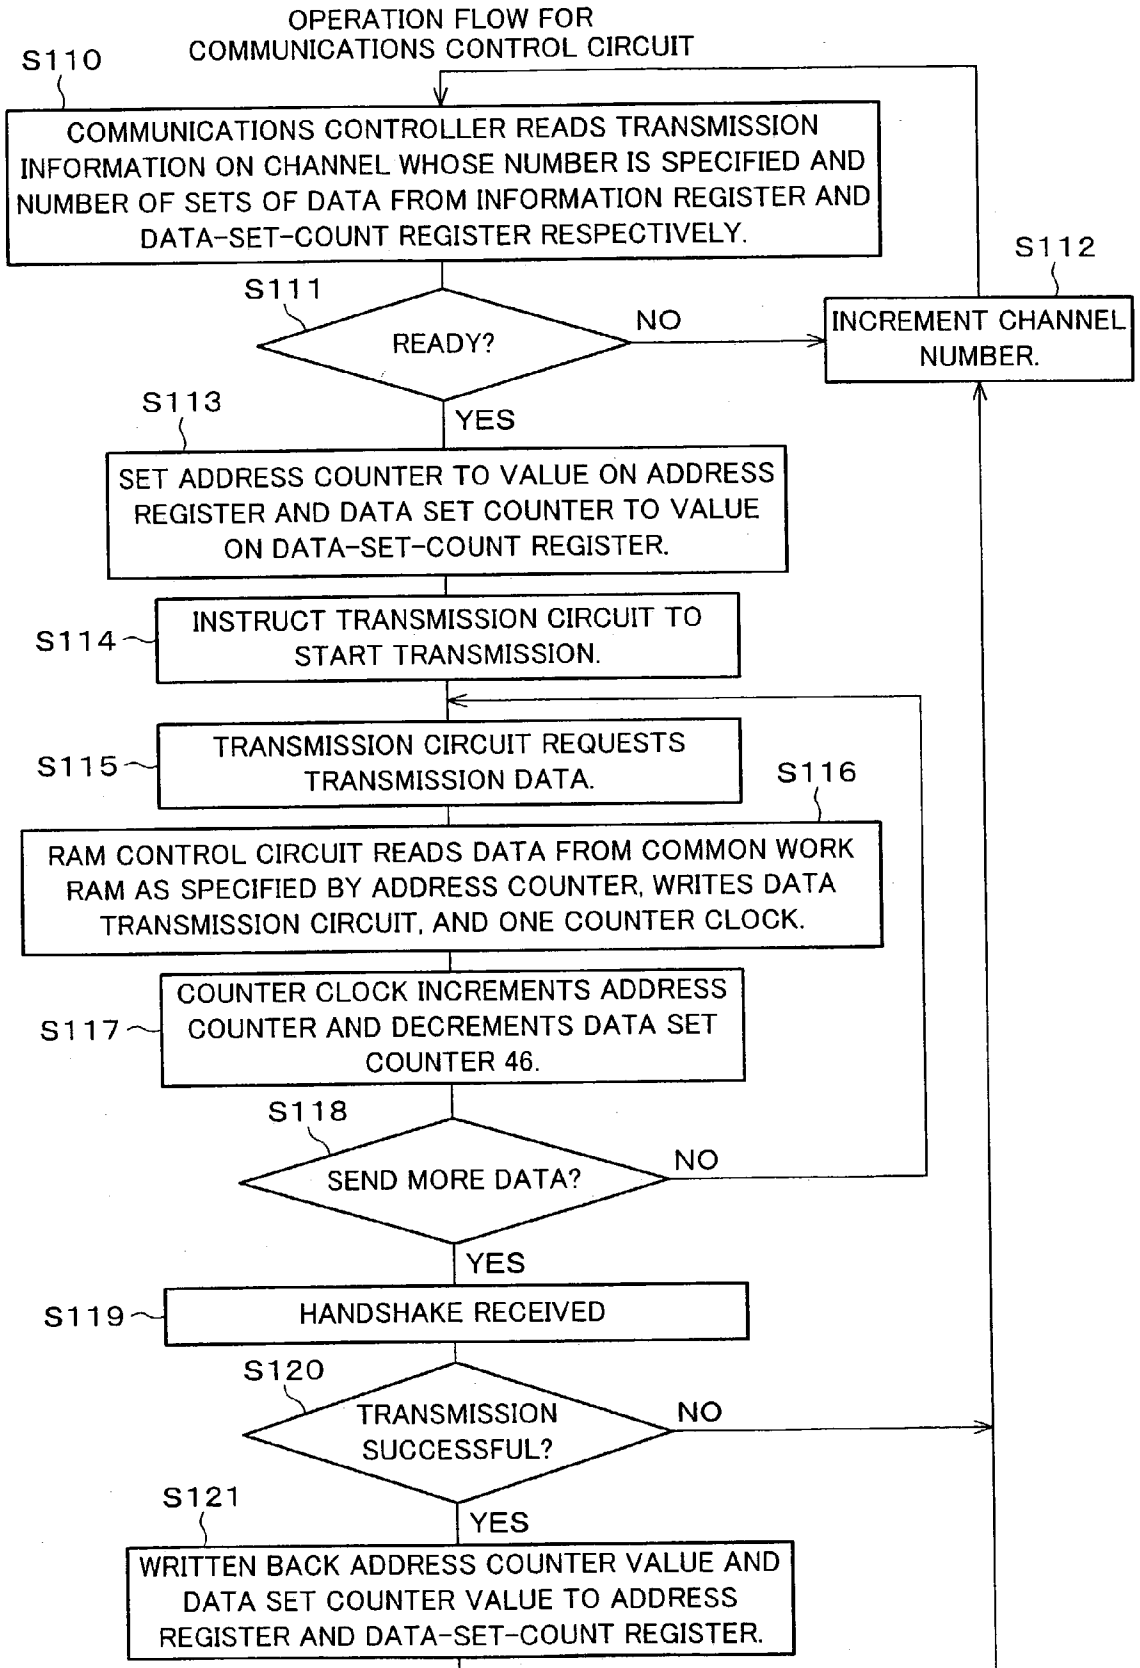 OPERATION FLOW FOR
COMMUNICATIONS CONTROL CIRCUIT
S110
COMMUNICATIONS CONTROLLER READS TRANSMISSION
INFORMATION ON CHANNEL WHOSE NUMBER IS SPECIFIED AND
NUMBER OF SETS OF DATA FROM INFORMATION REGISTER AND
DATA-SET-COUNT REGISTER RESPECTIVELY.
S111
READY?
NO
S112
INCREMENT CHANNEL
NUMBER.
YES
S113
SET ADDRESS COUNTER TO VALUE ON ADDRESS
REGISTER AND DATA SET COUNTER TO VALUE
ON DATA-SET-COUNT REGISTER.
S114
INSTRUCT TRANSMISSION CIRCUIT TO
START TRANSMISSION.
S115
TRANSMISSION CIRCUIT REQUESTS
TRANSMISSION DATA.
S116
RAM CONTROL CIRCUIT READS DATA FROM COMMON WORK
RAM AS SPECIFIED BY ADDRESS COUNTER, WRITES DATA
TRANSMISSION CIRCUIT, AND ONE COUNTER CLOCK.
S117
COUNTER CLOCK INCREMENTS ADDRESS
COUNTER AND DECREMENTS DATA SET
COUNTER 46.
S118
SEND MORE DATA?
NO
YES
S119
HANDSHAKE RECEIVED
S120
TRANSMISSION
SUCCESSFUL?
NO
YES
S121
WRITTEN BACK ADDRESS COUNTER VALUE AND
DATA SET COUNTER VALUE TO ADDRESS
REGISTER AND DATA-SET-COUNT REGISTER.